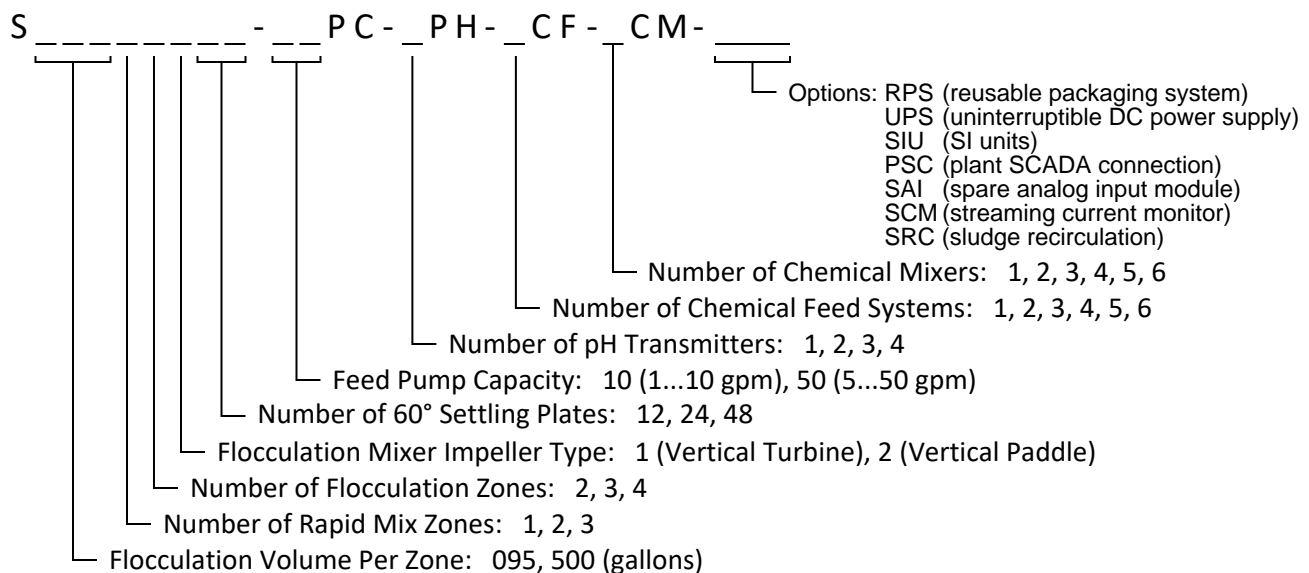 S _ _ _ _ _ _ _ _ - _ _ PC - _ PH - _ CF - _ CM - ____
Options: RPS (reusable packaging system)
UPS (uninterruptible DC power supply)
SIU (SI units)
PSC (plant SCADA connection)
SAI (spare analog input module)
SCM (streaming current monitor)
SRC (sludge recirculation)
Number of Chemical Mixers: 1, 2, 3, 4, 5, 6
Number of Chemical Feed Systems: 1, 2, 3, 4, 5, 6
Number of pH Transmitters: 1, 2, 3, 4
Feed Pump Capacity: 10 (1...10 gpm), 50 (5...50 gpm)
Number of 60° Settling Plates: 12, 24, 48
Flocculation Mixer Impeller Type: 1 (Vertical Turbine), 2 (Vertical Paddle)
Number of Flocculation Zones: 2, 3, 4
Number of Rapid Mix Zones: 1, 2, 3
Flocculation Volume Per Zone: 095, 500 (gallons)